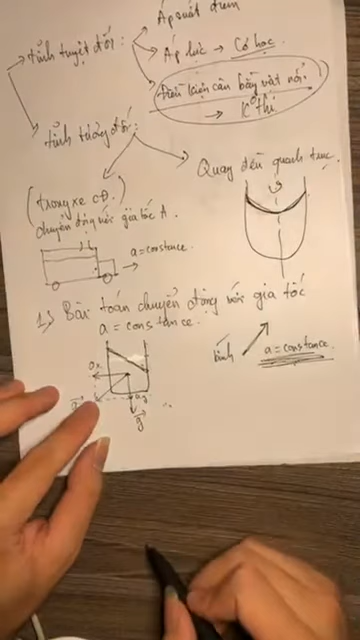 Áp suất điểm
tĩnh tuyệt đối :
Áp lực → Cơ học.
Điều kiện cân bằng vật nổi.
→ K° thi
tĩnh tương đối :
Quay đều quanh trục.
(trong xe cđ.)
chuyển động với gia tốc A.
a = constance
1) Bài toán chuyển động với gia tốc
a = constance.
bình
a = constance.
g